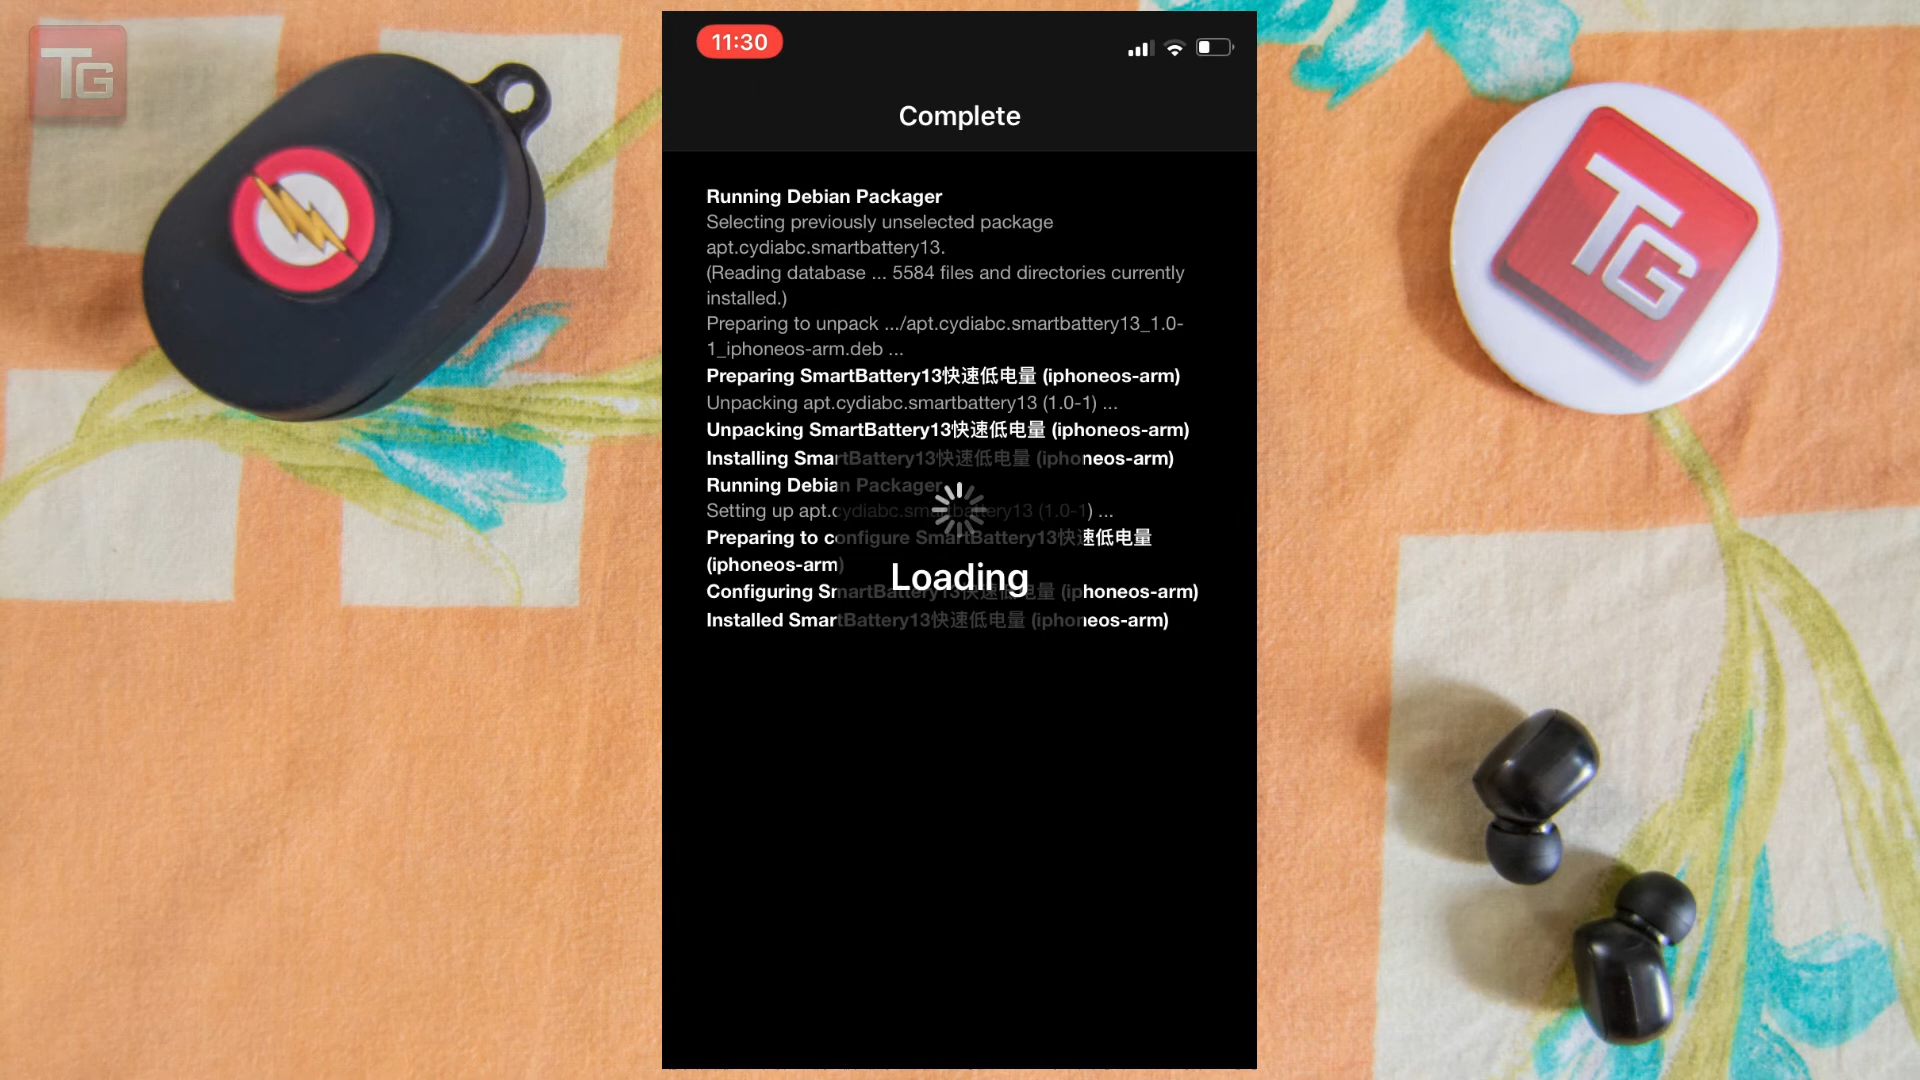 TG
11:30
Complete
TG
Running Debian Packager
Selecting previously unselected package
apt.cydiabc.smartbattery13.
(Reading database ... 5584 files and directories currently
installed.)
Preparing to unpack .../apt.cydiabc.smartbattery13_1.0-
1_iphoneos-arm.deb ...
Preparing SmartBattery13快速低电量 (iphoneos-arm)
Unpacking apt.cydiabc.smartbattery13 (1.0-1) ...
Unpacking SmartBattery13快速低电量 (iphoneos-arm)
Installing SmartBattery13快速低电量 (iphoneos-arm)
Running Debian Packager
Setting up apt.cydiabc.smartbattery13 (1.0-1) ...
Preparing to configure SmartBattery13快速低电量
(iphoneos-arm)
Loading
Configuring SmartBattery13快速低电量 (iphoneos-arm)
Installed SmartBattery13快速低电量 (iphoneos-arm)